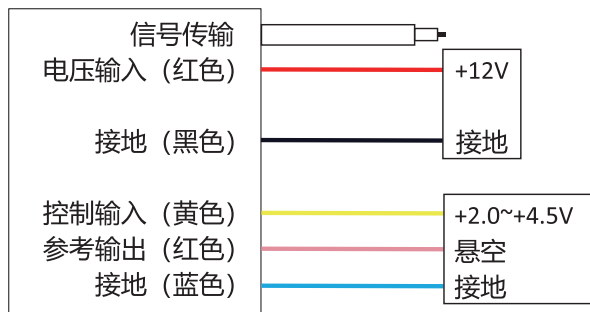 信号传输
电压输入（红色） +12V
接地（黑色） 接地
控制输入（黄色） +2.0~+4.5V
参考输出（红色） 悬空
接地（蓝色） 接地